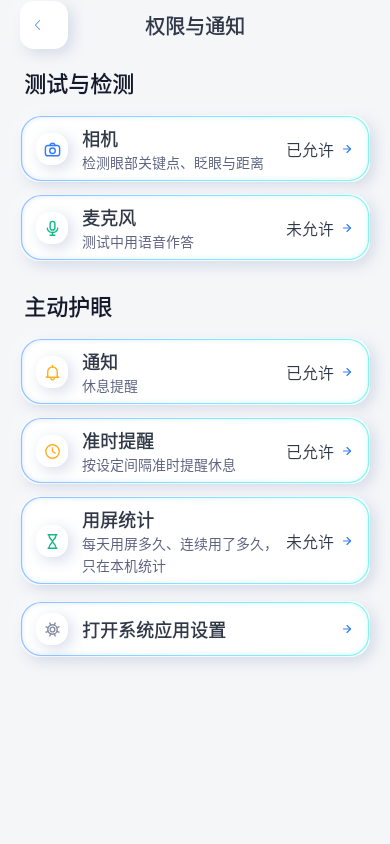 权限与通知
测试与检测
相机
检测眼部关键点、眨眼与距离
已允许
麦克风
测试中用语音作答
未允许
主动护眼
通知
休息提醒
已允许
准时提醒
按设定间隔准时提醒休息
已允许
用屏统计
每天用屏多久、连续用了多久，
只在本机统计
未允许
打开系统应用设置